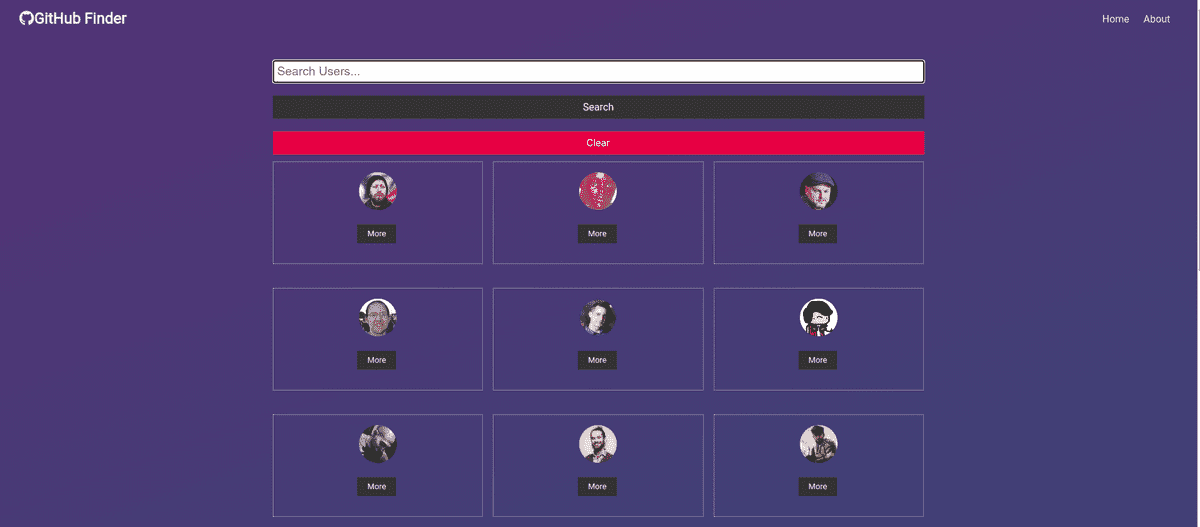 GitHub Finder
Home About
Search Users...
Search
Clear
More More More
More More More
More More More